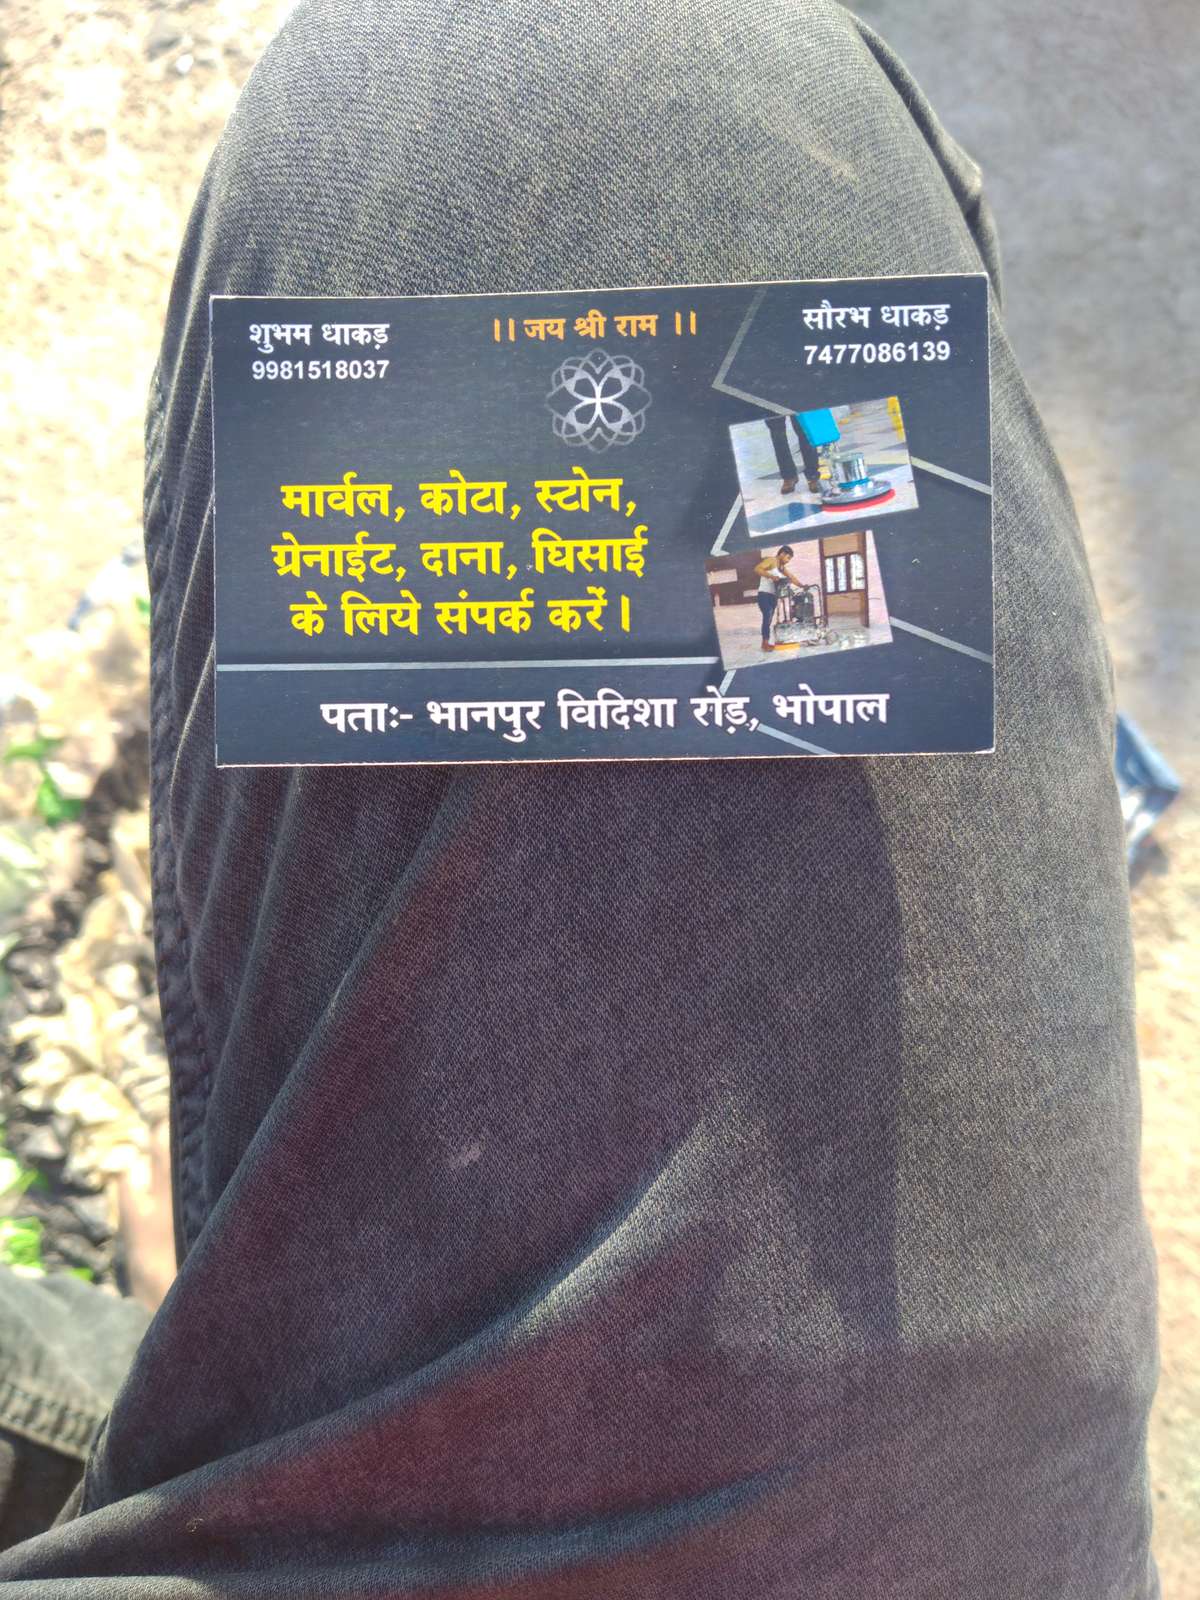 शुभम धाकड़
9981518037
।। जय श्री राम ।।
सौरभ धाकड़
7477086139
मार्वल, कोटा, स्टोन,
ग्रेनाईट, दाना, घिसाई
के लिये संपर्क करें।
पताः- भानपुर विदिशा रोड़, भोपाल